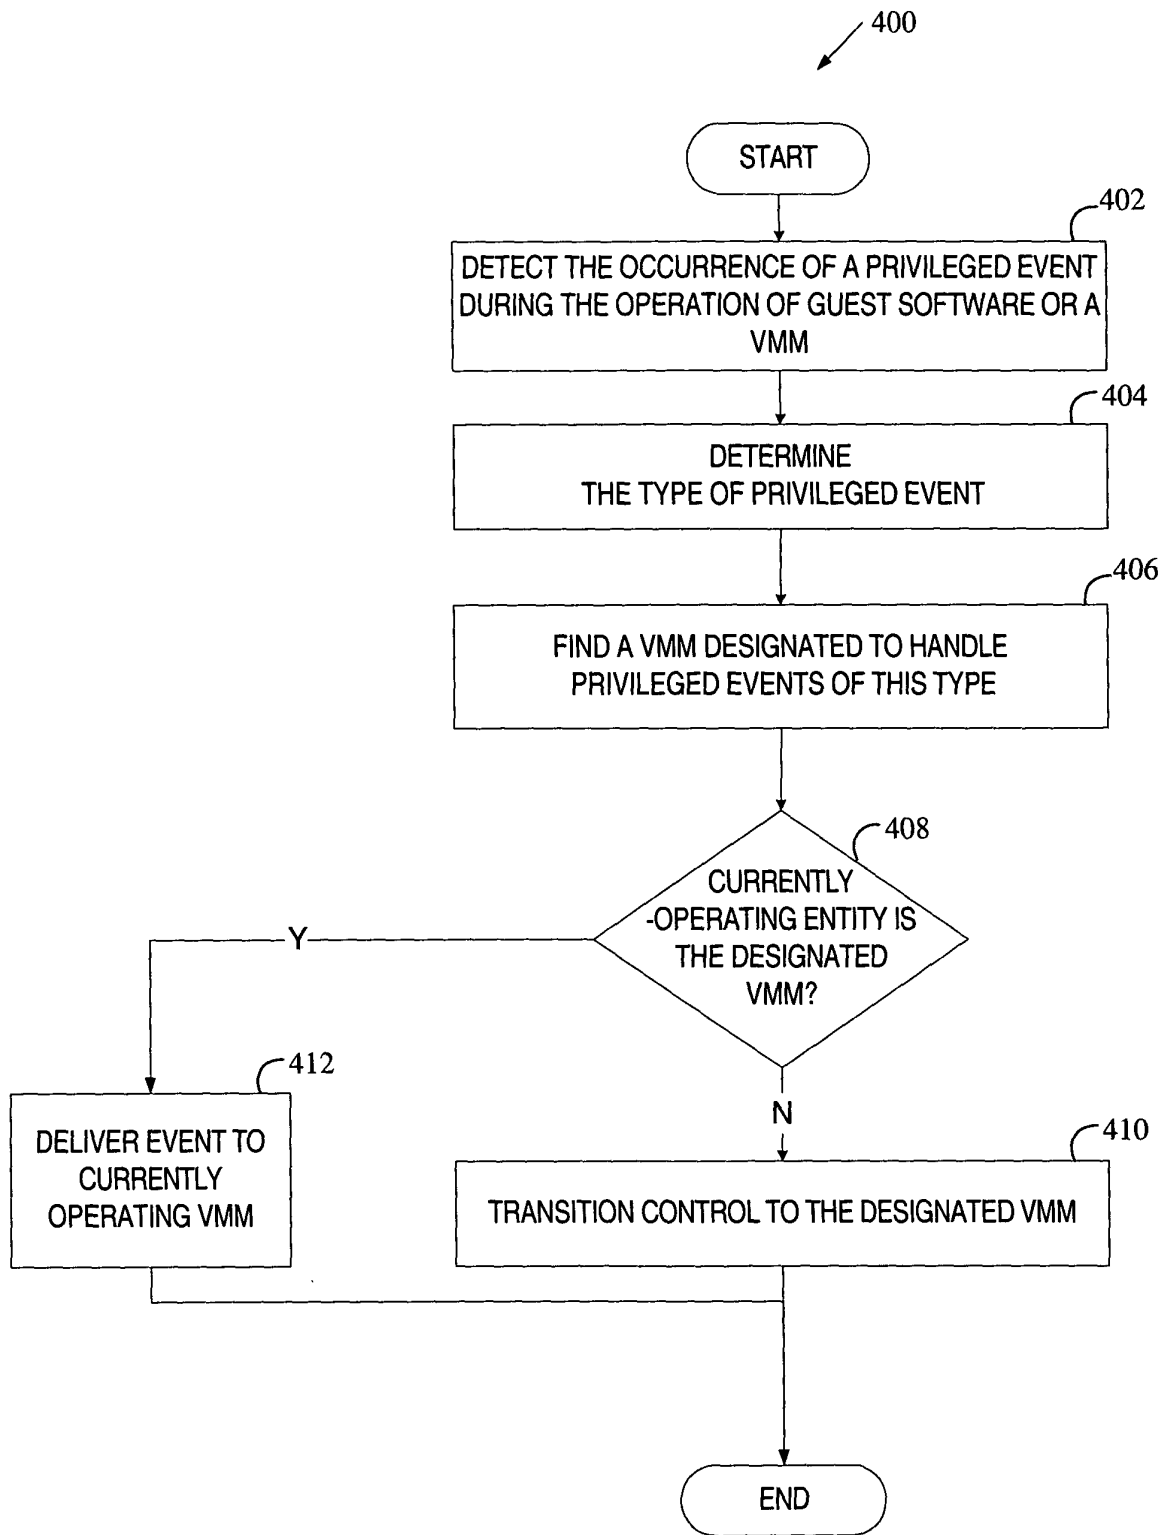 400
START
402
DETECT THE OCCURRENCE OF A PRIVILEGED EVENT
DURING THE OPERATION OF GUEST SOFTWARE OR A
VMM
404
DETERMINE
THE TYPE OF PRIVILEGED EVENT
406
FIND A VMM DESIGNATED TO HANDLE
PRIVILEGED EVENTS OF THIS TYPE
408
CURRENTLY
-OPERATING ENTITY IS
THE DESIGNATED
VMM?
Y
412
DELIVER EVENT TO
CURRENTLY
OPERATING VMM
N
410
TRANSITION CONTROL TO THE DESIGNATED VMM
END